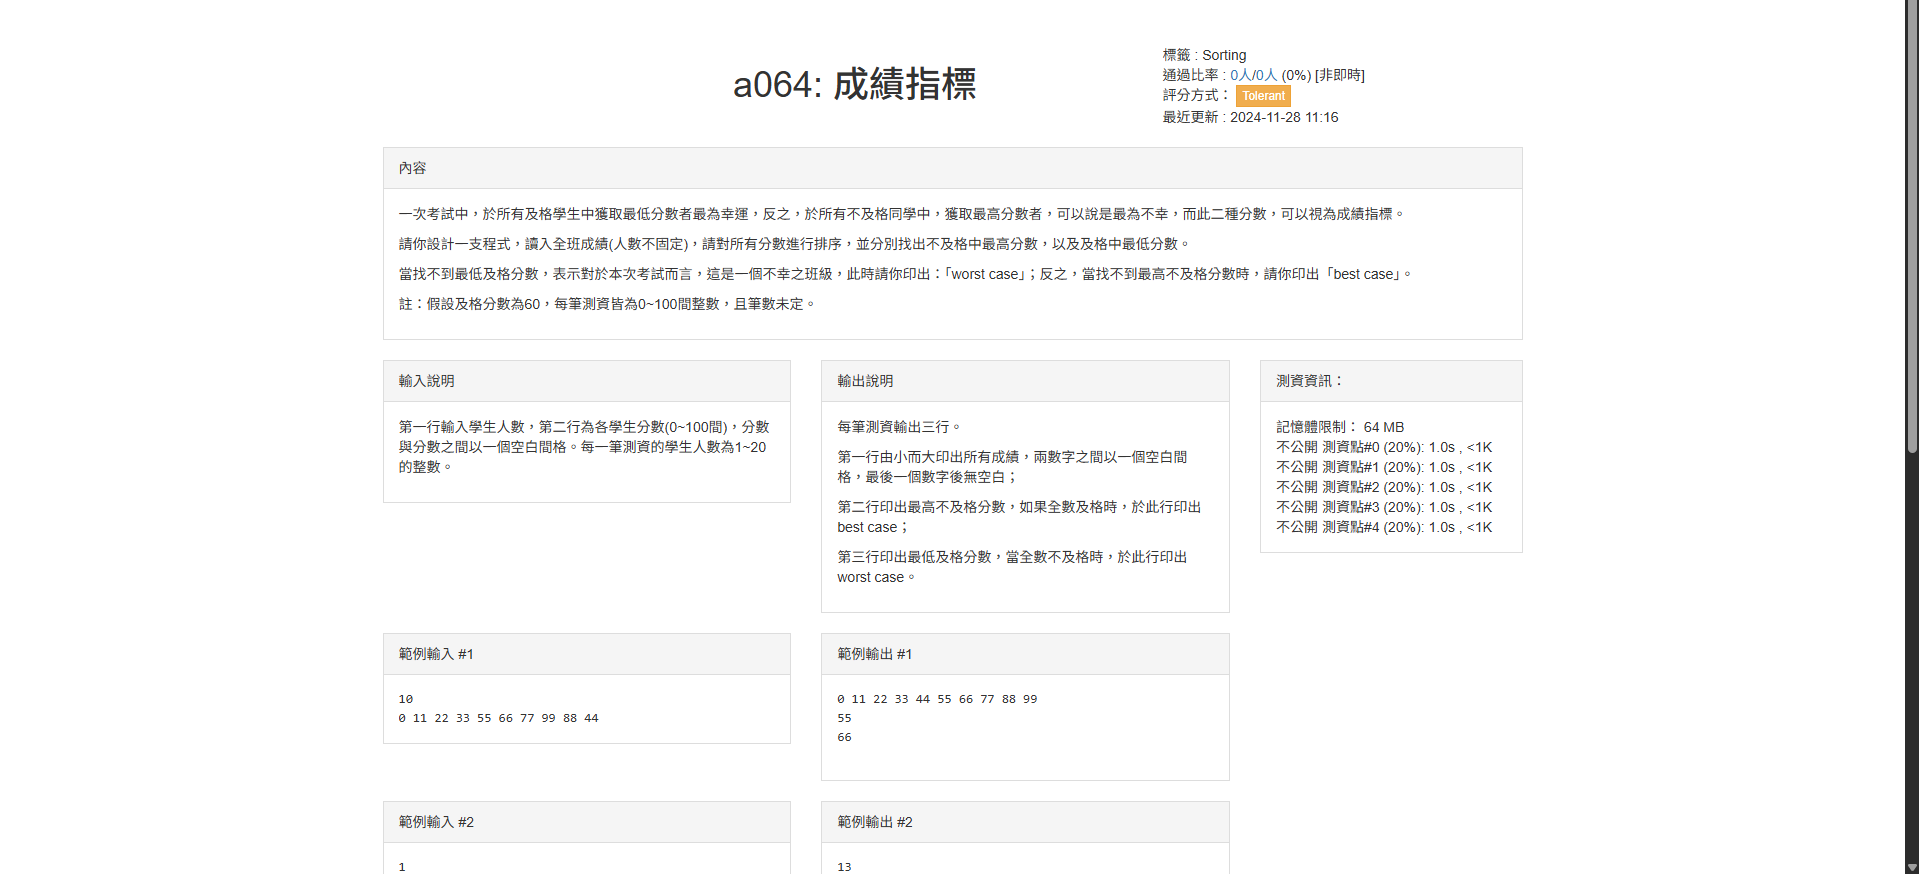 a064: 成績指標
標籤 : Sorting
通過比率 : 0人/0人 (0%) [非即時]
評分方式： Tolerant
最近更新 : 2024-11-28 11:16
內容
一次考試中，於所有及格學生中獲取最低分數者最為幸運，反之，於所有不及格同學中，獲取最高分數者，可以說是最為不幸，而此二種分數，可以視為成績指標。
請你設計一支程式，讀入全班成績(人數不固定)，請對所有分數進行排序，並分別找出不及格中最高分數，以及及格中最低分數。
當找不到最低及格分數，表示對於本次考試而言，這是一個不幸之班級，此時請你印出：「worst case」；反之，當找不到最高不及格分數時，請你印出「best case」。
註：假設及格分數為60，每筆測資皆為0~100間整數，且筆數未定。
輸入說明
第一行輸入學生人數，第二行為各學生分數(0~100間)，分數
與分數之間以一個空白間格。每一筆測資的學生人數為1~20
的整數。
輸出說明
每筆測資輸出三行。
第一行由小而大印出所有成績，兩數字之間以一個空白間
格，最後一個數字後無空白；
第二行印出最高不及格分數，如果全數及格時，於此行印出
best case；
第三行印出最低及格分數，當全數不及格時，於此行印出
worst case。
測資資訊：
記憶體限制： 64 MB
不公開 測資點#0 (20%): 1.0s , <1K
不公開 測資點#1 (20%): 1.0s , <1K
不公開 測資點#2 (20%): 1.0s , <1K
不公開 測資點#3 (20%): 1.0s , <1K
不公開 測資點#4 (20%): 1.0s , <1K
範例輸入 #1
10
0 11 22 33 55 66 77 99 88 44
範例輸出 #1
0 11 22 33 44 55 66 77 88 99
55
66
範例輸入 #2
1
範例輸出 #2
13